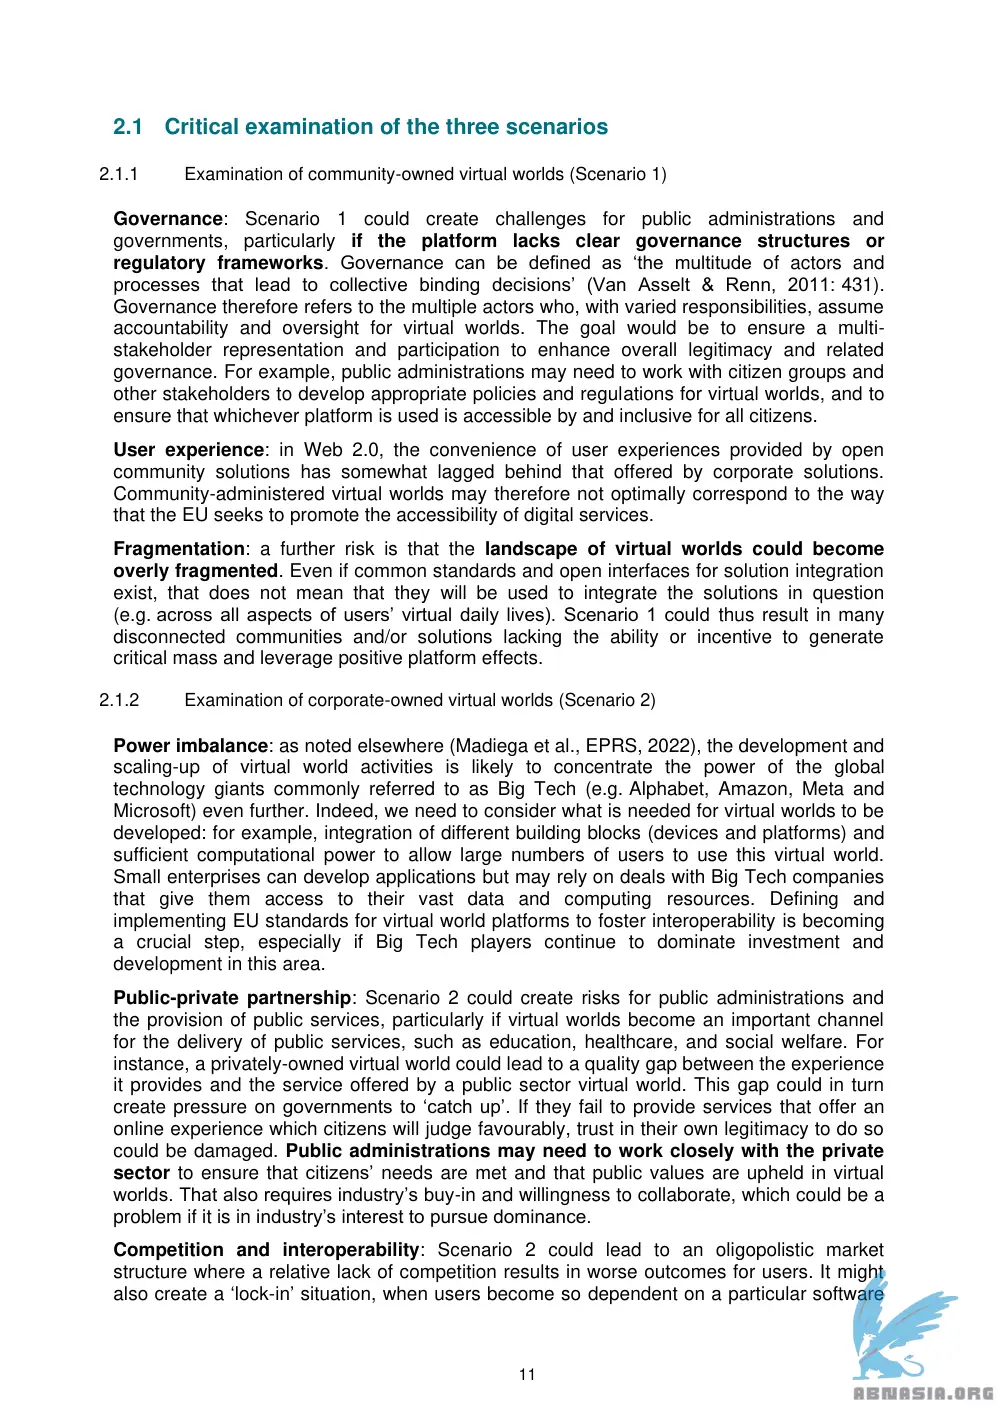 2.1 Critical examination of the three scenarios
2.1.1 Examination of community-owned virtual worlds (Scenario 1)
Governance: Scenario 1 could create challenges for public administrations and
governments, particularly if the platform lacks clear governance structures or
regulatory frameworks. Governance can be defined as ‘the multitude of actors and
processes that lead to collective binding decisions’ (Van Asselt & Renn, 2011: 431).
Governance therefore refers to the multiple actors who, with varied responsibilities, assume
accountability and oversight for virtual worlds. The goal would be to ensure a multi-
stakeholder representation and participation to enhance overall legitimacy and related
governance. For example, public administrations may need to work with citizen groups and
other stakeholders to develop appropriate policies and regulations for virtual worlds, and to
ensure that whichever platform is used is accessible by and inclusive for all citizens.
User experience: in Web 2.0, the convenience of user experiences provided by open
community solutions has somewhat lagged behind that offered by corporate solutions.
Community-administered virtual worlds may therefore not optimally correspond to the way
that the EU seeks to promote the accessibility of digital services.
Fragmentation: a further risk is that the landscape of virtual worlds could become
overly fragmented. Even if common standards and open interfaces for solution integration
exist, that does not mean that they will be used to integrate the solutions in question
(e.g. across all aspects of users’ virtual daily lives). Scenario 1 could thus result in many
disconnected communities and/or solutions lacking the ability or incentive to generate
critical mass and leverage positive platform effects.
2.1.2 Examination of corporate-owned virtual worlds (Scenario 2)
Power imbalance: as noted elsewhere (Madiega et al., EPRS, 2022), the development and
scaling-up of virtual world activities is likely to concentrate the power of the global
technology giants commonly referred to as Big Tech (e.g. Alphabet, Amazon, Meta and
Microsoft) even further. Indeed, we need to consider what is needed for virtual worlds to be
developed: for example, integration of different building blocks (devices and platforms) and
sufficient computational power to allow large numbers of users to use this virtual world.
Small enterprises can develop applications but may rely on deals with Big Tech companies
that give them access to their vast data and computing resources. Defining and
implementing EU standards for virtual world platforms to foster interoperability is becoming
a crucial step, especially if Big Tech players continue to dominate investment and
development in this area.
Public-private partnership: Scenario 2 could create risks for public administrations and
the provision of public services, particularly if virtual worlds become an important channel
for the delivery of public services, such as education, healthcare, and social welfare. For
instance, a privately-owned virtual world could lead to a quality gap between the experience
it provides and the service offered by a public sector virtual world. This gap could in turn
create pressure on governments to ‘catch up’. If they fail to provide services that offer an
online experience which citizens will judge favourably, trust in their own legitimacy to do so
could be damaged. Public administrations may need to work closely with the private
sector to ensure that citizens’ needs are met and that public values are upheld in virtual
worlds. That also requires industry’s buy-in and willingness to collaborate, which could be a
problem if it is in industry’s interest to pursue dominance.
Competition and interoperability: Scenario 2 could lead to an oligopolistic market
structure where a relative lack of competition results in worse outcomes for users. It might
also create a ‘lock-in’ situation, when users become so dependent on a particular software
11
ABNASIA.ORG